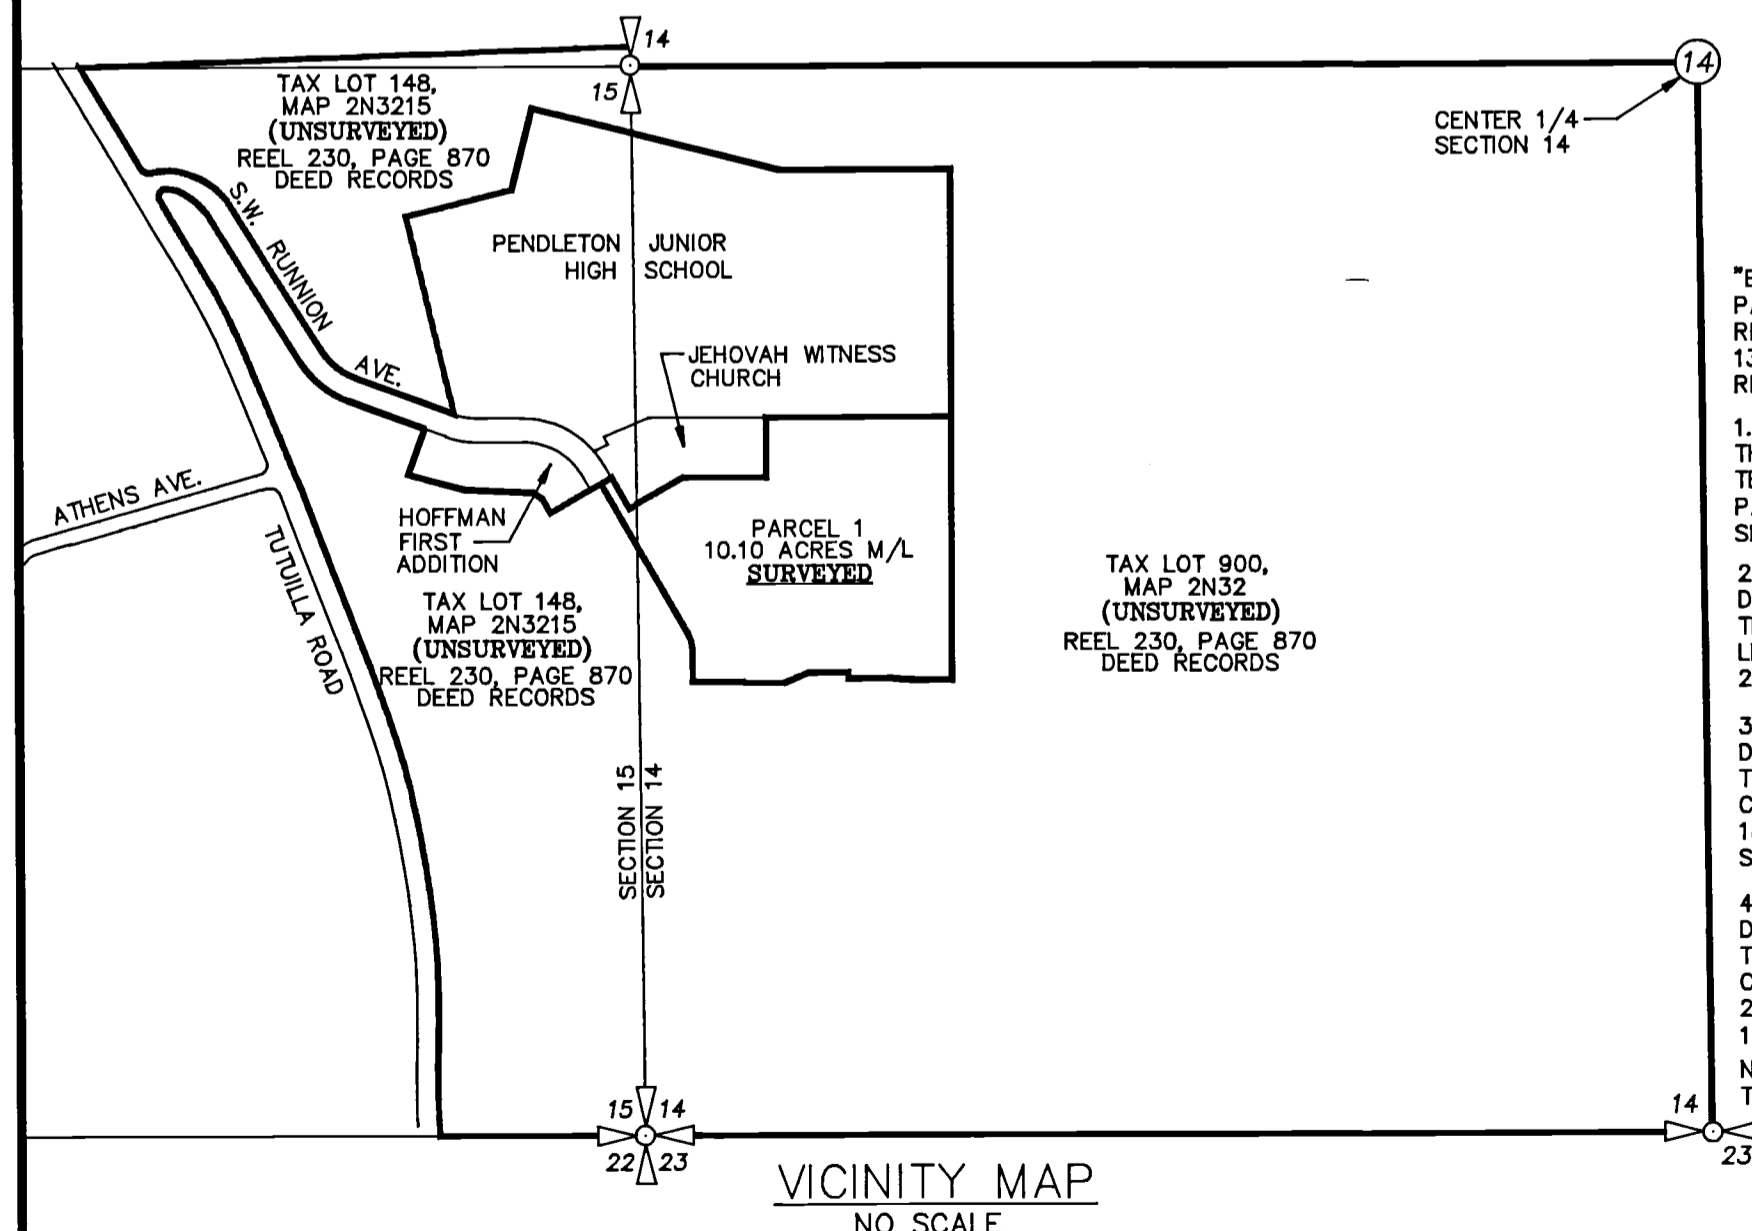 14
15
14
TAX LOT 148,
MAP 2N3215
(UNSURVEYED)
REEL 230, PAGE 870
DEED RECORDS
CENTER 1/4
SECTION 14
S.W. RUNNION AVE.
PENDLETON JUNIOR
HIGH SCHOOL
JEHOVAH WITNESS
CHURCH
ATHENS AVE.
HOFFMAN
FIRST
ADDITION
TUTUILLA ROAD
PARCEL 1
10.10 ACRES M/L
SURVEYED
TAX LOT 148,
MAP 2N3215
(UNSURVEYED)
REEL 230, PAGE 870
DEED RECORDS
TAX LOT 900,
MAP 2N32
(UNSURVEYED)
REEL 230, PAGE 870
DEED RECORDS
SECTION 15
SECTION 14
15 14
22 23
14
23
VICINITY MAP
NO SCALE
1.
2
3
4